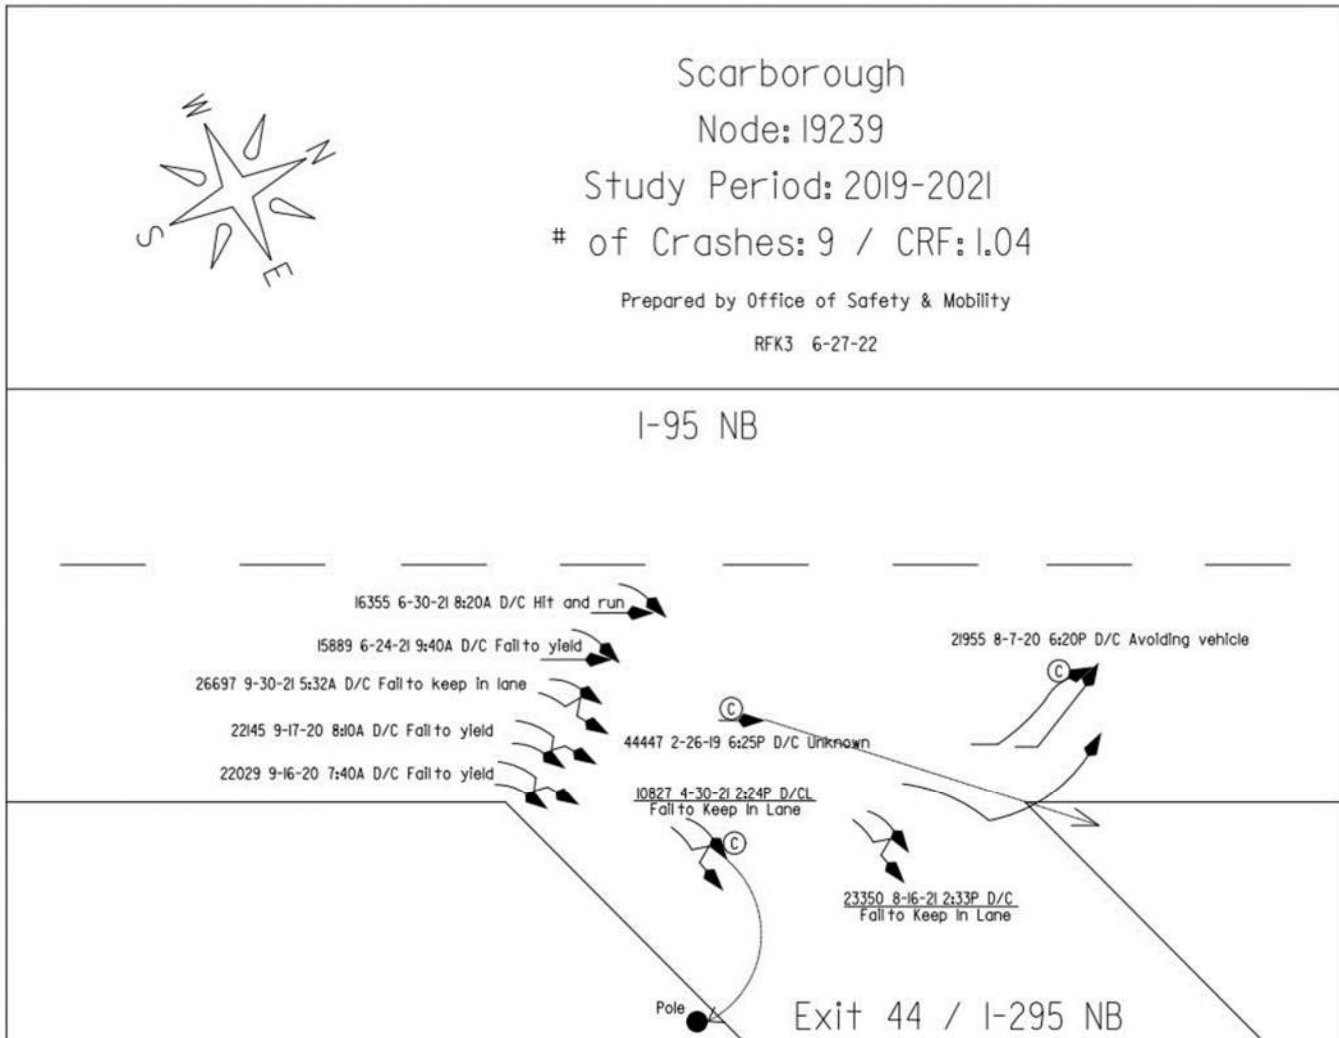 Scarborough
Node: 19239
Study Period: 2019-2021
# of Crashes: 9 / CRF: 1.04
Prepared by Office of Safety & Mobility
RFK3 6-27-22
W
N
S
E
I-95 NB
16355 6-30-21 8:20A D/C Hit and run
15889 6-24-21 9:40A D/C Fail to yield
21955 8-7-20 6:20P D/C Avoiding vehicle
C
26697 9-30-21 5:32A D/C Fail to keep in lane
C
22145 9-17-20 8:10A D/C Fail to yield
44447 2-26-19 6:25P D/C Unknown
22029 9-16-20 7:40A D/C Fail to yield
10827 4-30-21 2:24P D/CL
Fail to Keep In Lane
C
23350 8-16-21 2:33P D/C
Fail to Keep In Lane
Pole
Exit 44 / I-295 NB